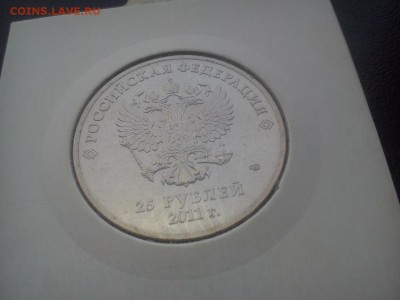 COINS.LAVE.RU
РОССИЙСКАЯ ФЕДЕРАЦИЯ
25 РУБЛЕЙ
2011 г.